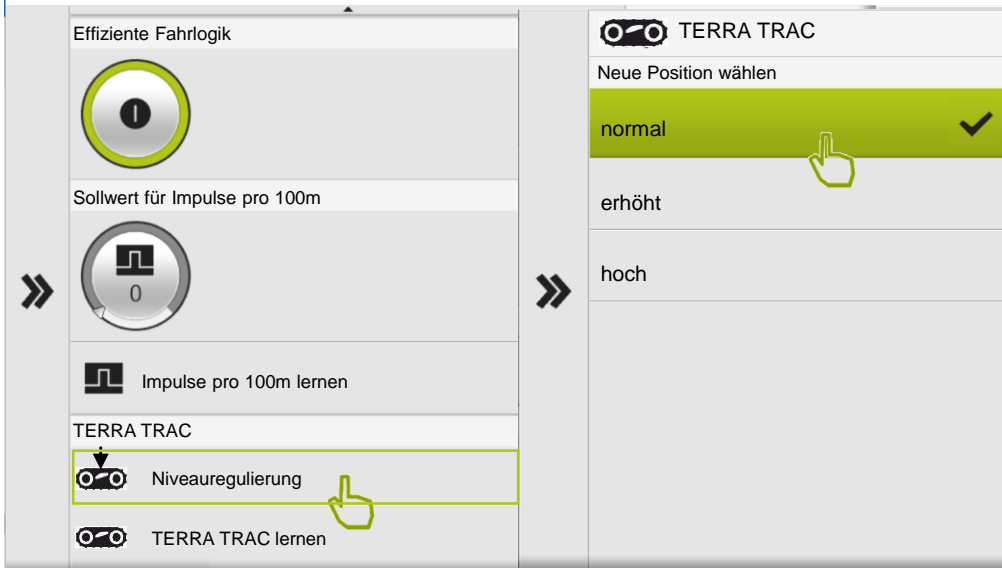 Effiziente Fahrlogik
Sollwert für Impulse pro 100m
0
Impulse pro 100m lernen
TERRA TRAC
Niveauregulierung
TERRA TRAC lernen
TERRA TRAC
Neue Position wählen
normal
erhöht
hoch